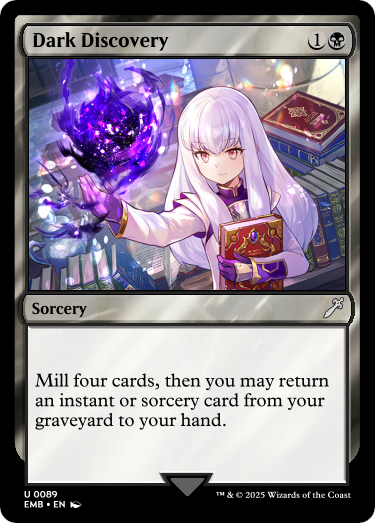 Dark Discovery 1
Sorcery
Mill four cards, then you may return
an instant or sorcery card from your
graveyard to your hand.
U 0089
EMB • EN
™ & © 2025 Wizards of the Coast